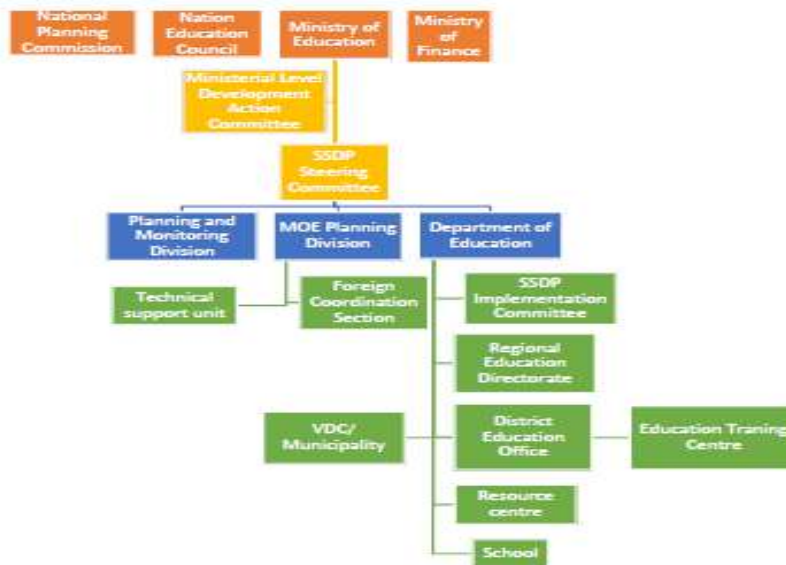 National
Planning
Commission
Nation
Education
Council
Ministry of
Education
Ministry
of
Finance
Ministerial Level
Development
Action
Committee
SSDP
Steering
Committee
Planning and
Monitoring
Division
MOE Planning
Division
Department of
Education
Technical
support unit
Foreign
Coordination
Section
SSDP
Implementation
Committee
Regional
Education
Directorate
VDC/
Municipality
District
Education
Office
Education Traning
Centre
Resource
centre
School